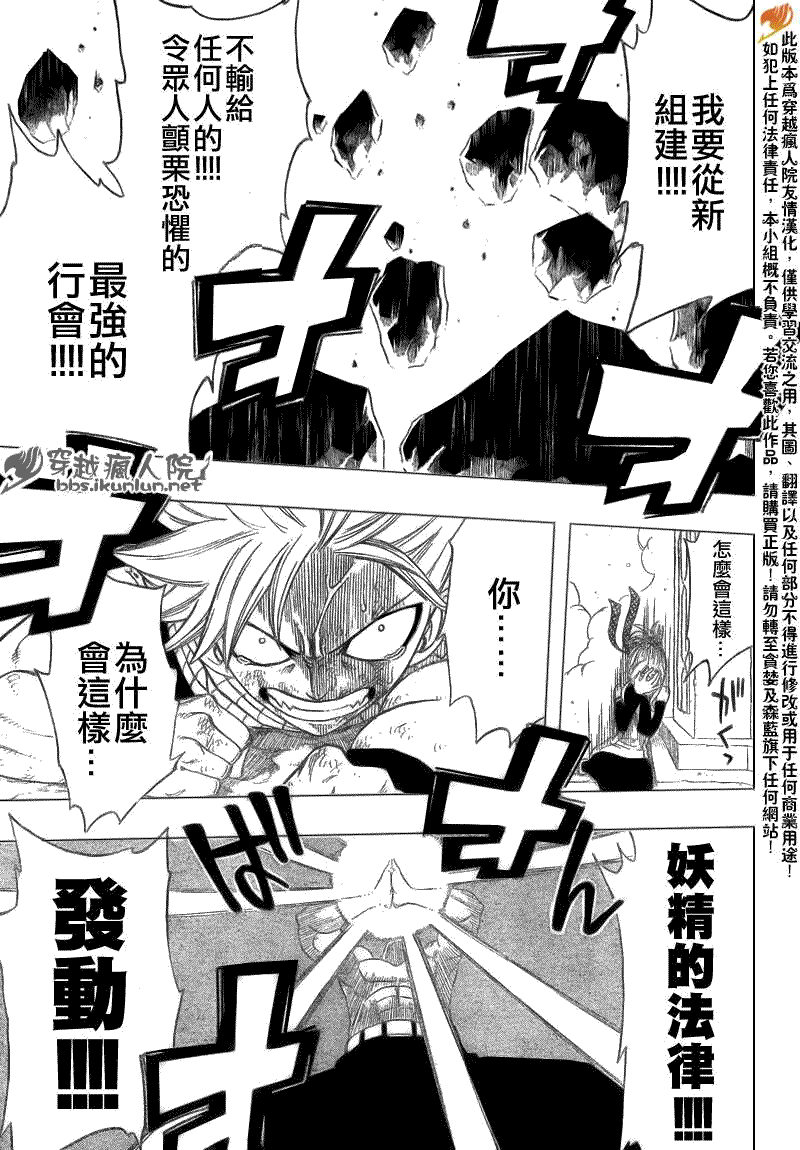 我要從新
組建!!!!
不輸給
任何人的!!!!
令眾人顫栗恐懼的
最強的
行會!!!!
怎麼會這樣…
你……
為什麼
會這樣…
妖精的法律!!!!
發動!!!!
ばん
穿越瘋人院
bbs.ikunlun.net
此版本爲穿越瘋人院友情漢化，僅供學習交流之用，其圖、翻譯以及任何部分不得進行修改或用于任何商業用途！
如犯上任何法律責任，本小組概不負責。若您喜歡此作品，請購買正版！請勿轉至貪婪及森藍旗下任何網站！